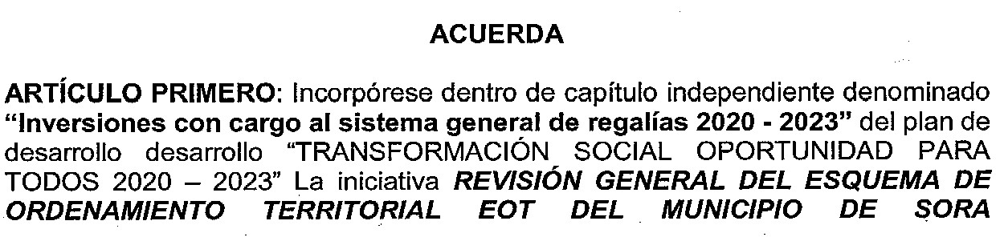 ACUERDA
ARTÍCULO PRIMERO: Incorpórese dentro de capítulo independiente denominado
“Inversiones con cargo al sistema general de regalías 2020 - 2023” del plan de
desarrollo desarrollo “TRANSFORMACIÓN SOCIAL OPORTUNIDAD PARA
TODOS 2020 – 2023” La iniciativa REVISIÓN GENERAL DEL ESQUEMA DE
ORDENAMIENTO TERRITORIAL EOT DEL MUNICIPIO DE SORA